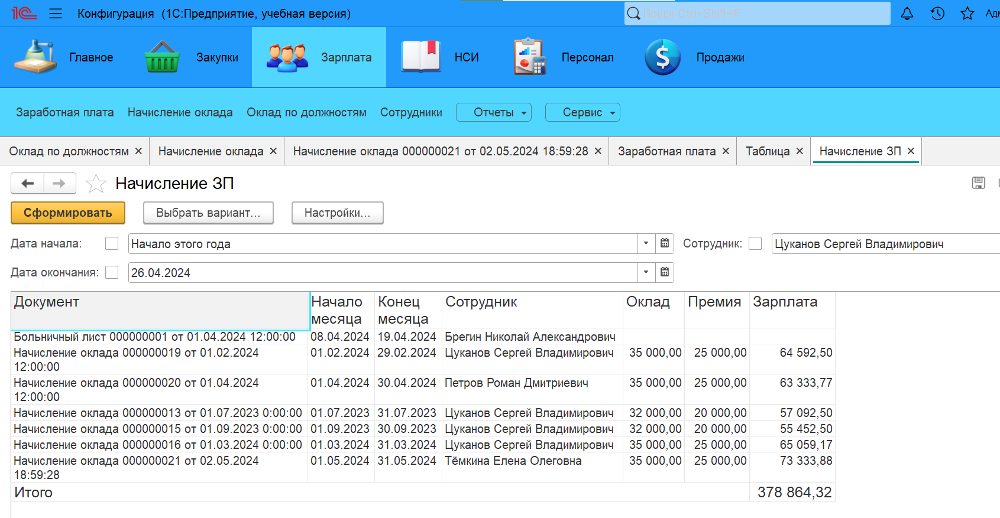 1С Конфигурация (1С:Предприятие, учебная версия) Поиск Ctrl+Shift+F
Главное Закупки Зарплата НСИ Персонал Продажи
Заработная плата Начисление оклада Оклад по должностям Сотрудники Отчеты Сервис
Оклад по должностям × Начисление оклада × Начисление оклада 000000021 от 02.05.2024 18:59:28 × Заработная плата × Таблица × Начисление ЗП ×
Начисление ЗП
Сформировать Выбрать вариант... Настройки...
Дата начала: Начало этого года Сотрудник: Цуканов Сергей Владимирович
Дата окончания: 26.04.2024
Документ Начало месяца Конец месяца Сотрудник Оклад Премия Зарплата
Больничный лист 000000001 от 01.04.2024 12:00:00 08.04.2024 19.04.2024 Брегин Николай Александрович
Начисление оклада 000000019 от 01.02.2024 12:00:00 01.02.2024 29.02.2024 Цуканов Сергей Владимирович 35 000,00 25 000,00 64 592,50
Начисление оклада 000000020 от 01.04.2024 12:00:00 01.04.2024 30.04.2024 Петров Роман Дмитриевич 35 000,00 25 000,00 63 333,77
Начисление оклада 000000013 от 01.07.2023 0:00:00 01.07.2023 31.07.2023 Цуканов Сергей Владимирович 32 000,00 20 000,00 57 092,50
Начисление оклада 000000015 от 01.09.2023 0:00:00 01.09.2023 30.09.2023 Цуканов Сергей Владимирович 32 000,00 20 000,00 55 452,50
Начисление оклада 000000016 от 01.03.2024 0:00:00 01.03.2024 31.03.2024 Цуканов Сергей Владимирович 35 000,00 25 000,00 65 059,17
Начисление оклада 000000021 от 02.05.2024 18:59:28 01.05.2024 31.05.2024 Тёмкина Елена Олеговна 35 000,00 25 000,00 73 333,88
Итого 378 864,32